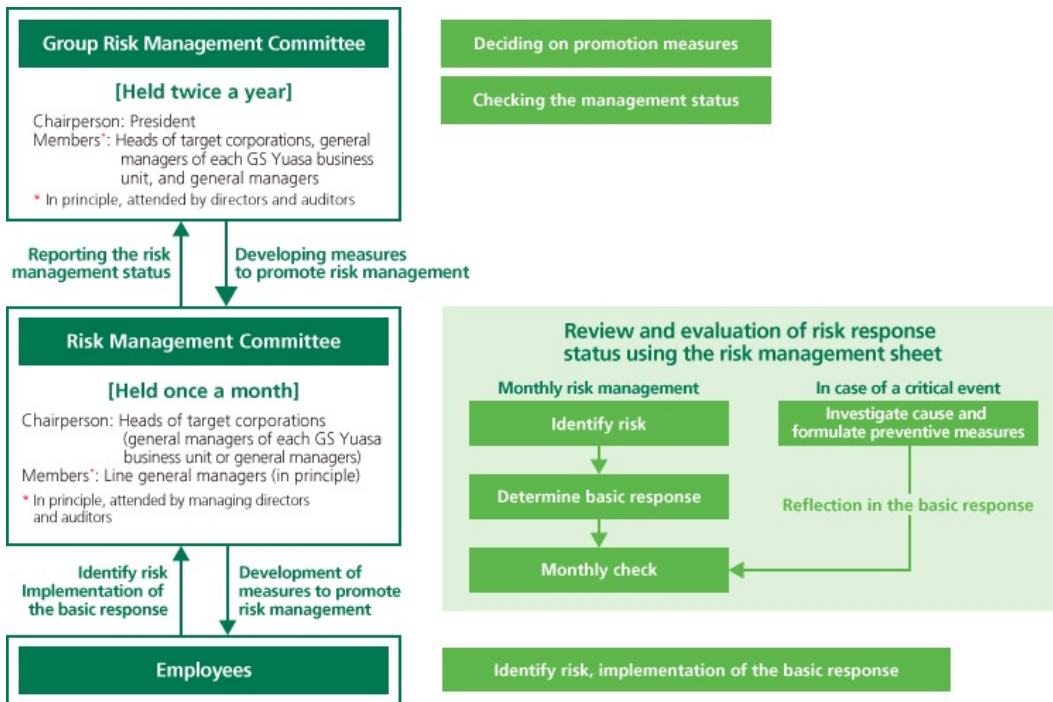 Group Risk Management Committee
[Held twice a year]
Chairperson: President
Members*: Heads of target corporations, general
managers of each GS Yuasa business
unit, and general managers
* In principle, attended by directors and auditors
Deciding on promotion measures
Checking the management status
Reporting the risk
management status
Developing measures
to promote risk management
Risk Management Committee
[Held once a month]
Chairperson: Heads of target corporations
(general managers of each GS Yuasa
business unit or general managers)
Members*: Line general managers (in principle)
* In principle, attended by managing directors
and auditors
Review and evaluation of risk response
status using the risk management sheet
Monthly risk management
Identify risk
Determine basic response
Monthly check
In case of a critical event
Investigate cause and
formulate preventive measures
Reflection in the basic response
Identify risk
Implementation of
the basic response
Development of
measures to promote
risk management
Employees
Identify risk, implementation of the basic response